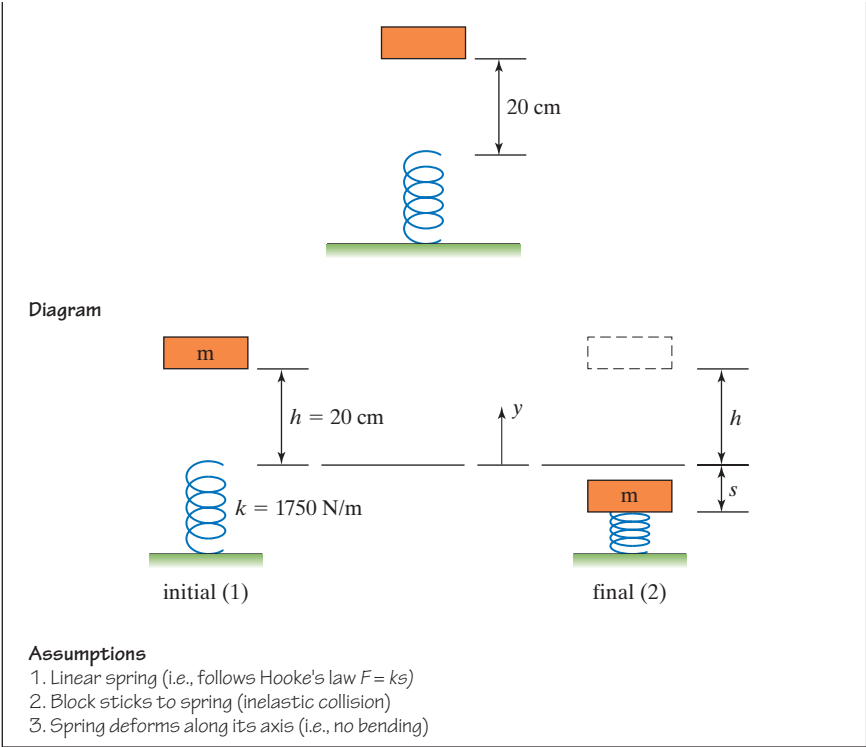 20 cm
Diagram
m
h = 20 cm
y
h
k = 1750 N/m
m
s
initial (1)
final (2)
Assumptions
1. Linear spring (i.e., follows Hooke's law F = ks)
2. Block sticks to spring (inelastic collision)
3. Spring deforms along its axis (i.e., no bending)